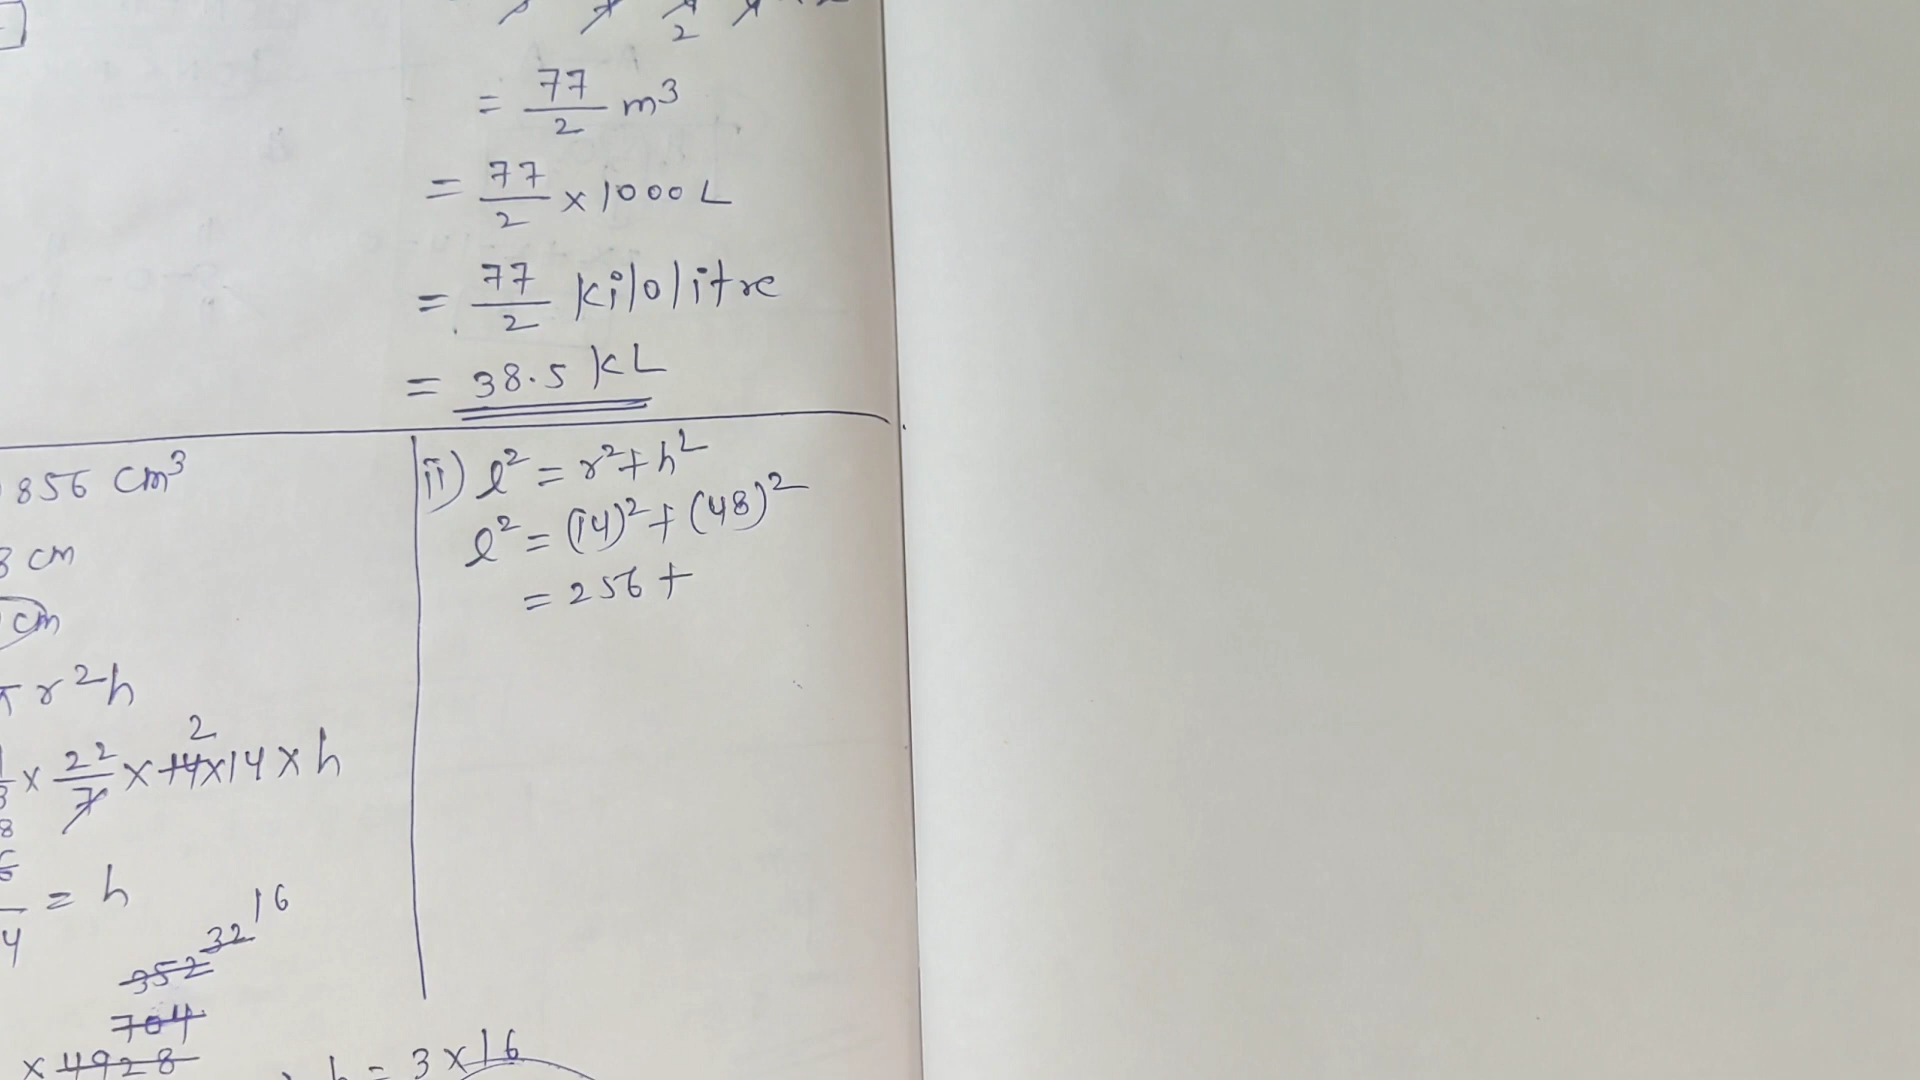 2
= 77/2 m³
= 77/2 × 1000 L
= 77/2 kilolitre
= 38.5 KL
856 cm³
cm
cm
r²h
× 22/7 × 14 × 14 × h
2
= h
4
16
32
352
704
× 4928
h = 3 × 16
ii) l² = r² + h²
l² = (14)² + (48)²
= 256 +